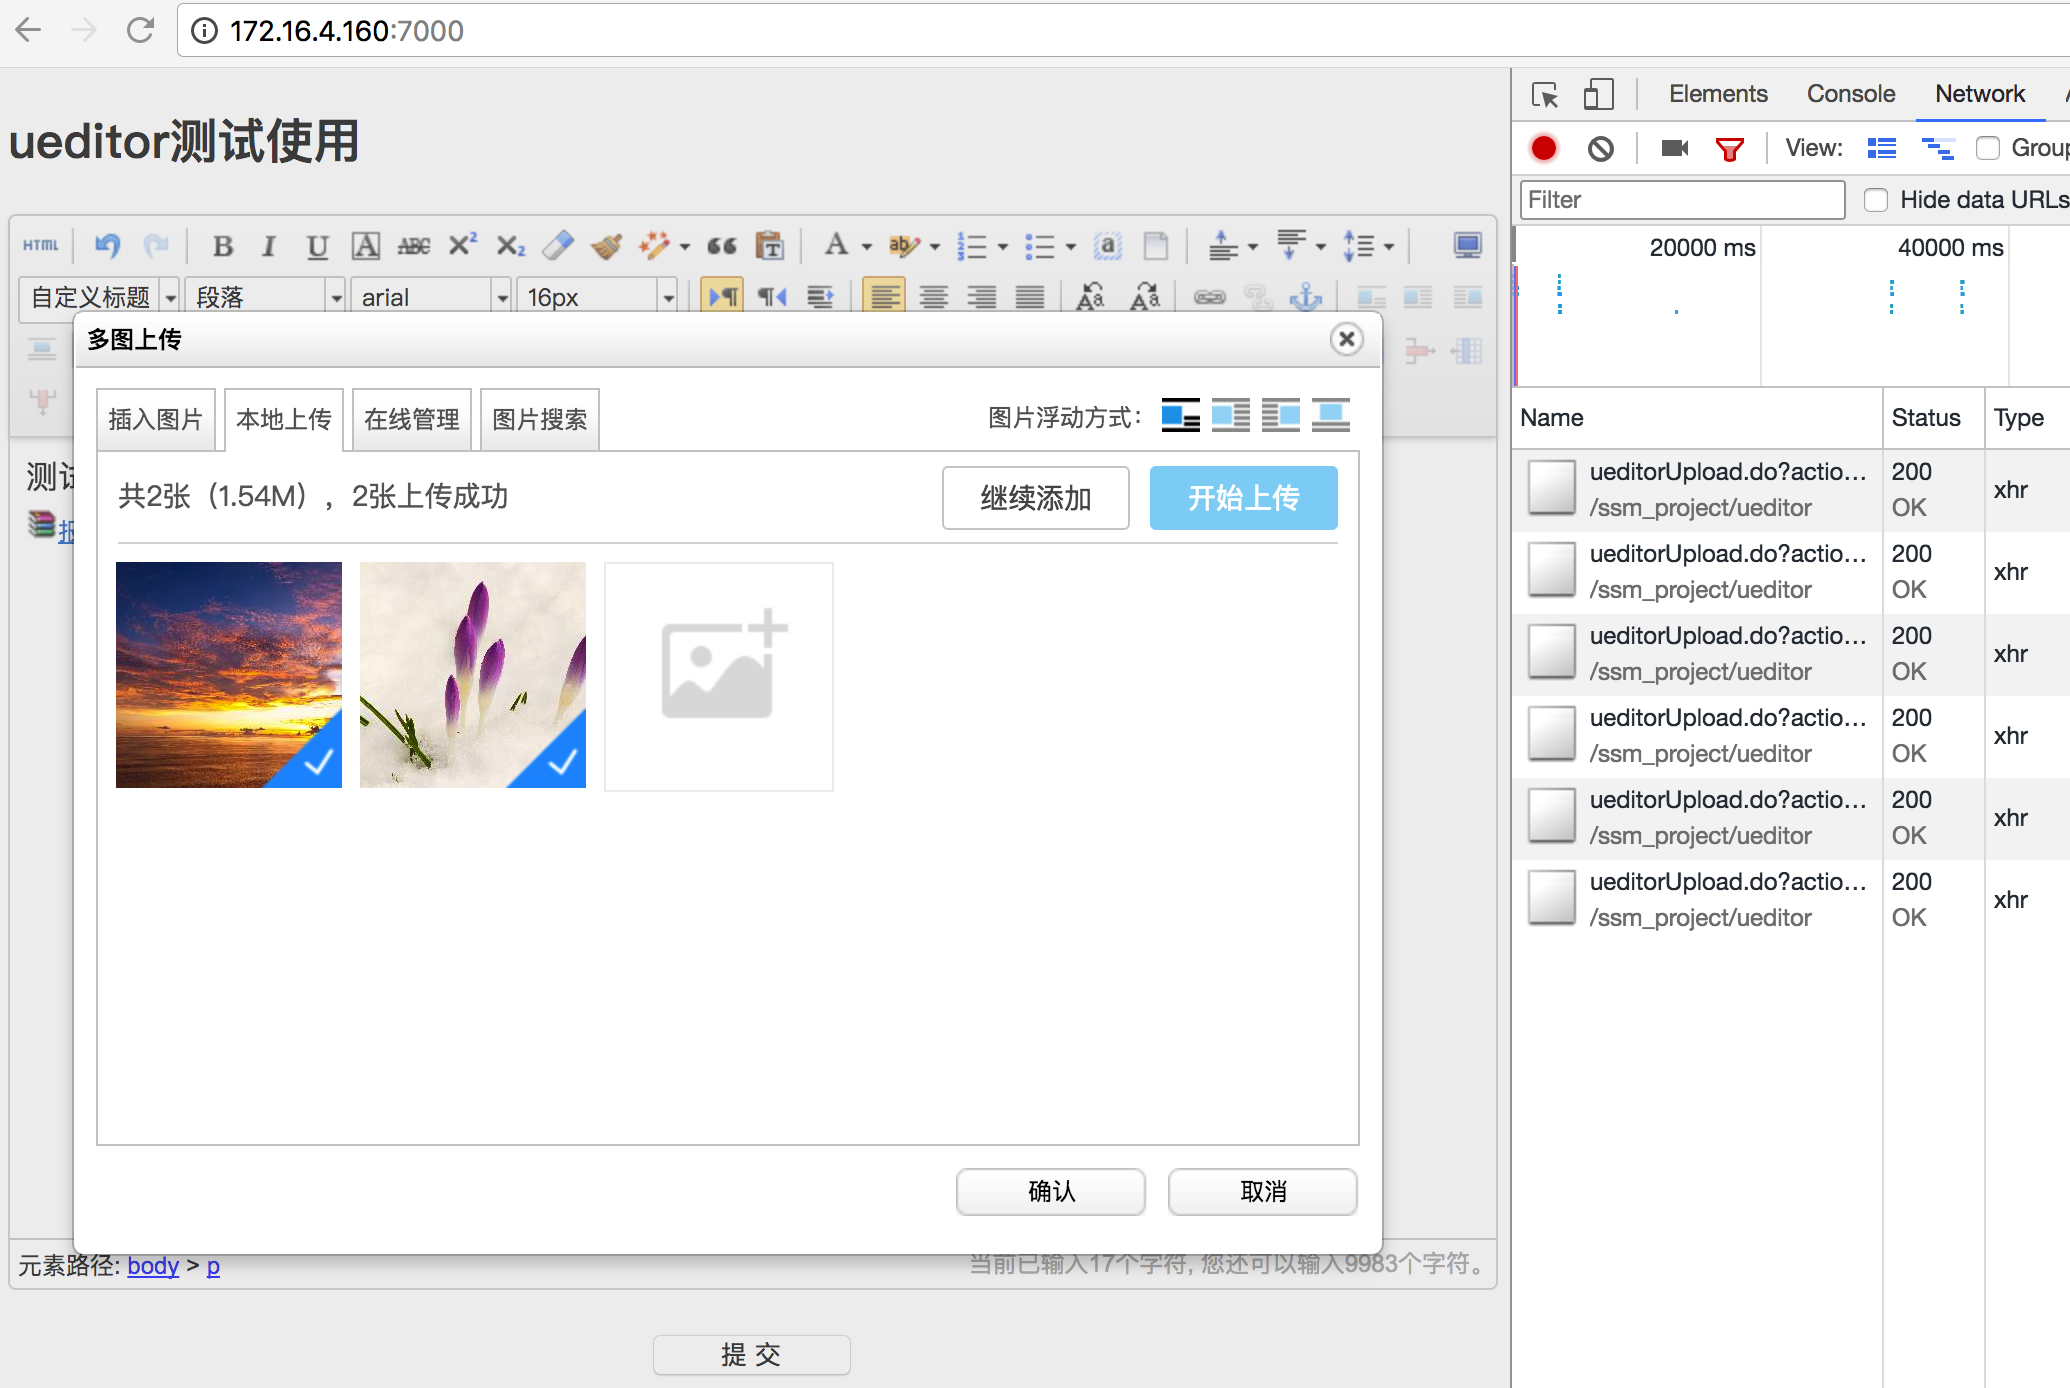 172.16.4.160:7000
ueditor测试使用
HTML
B I U A ABC X² X₂
自定义标题 段落 arial 16px
多图上传
插入图片 本地上传 在线管理 图片搜索 图片浮动方式：
共2张（1.54M），2张上传成功 继续添加 开始上传
确认 取消
测试
元素路径: body > p
当前已输入17个字符, 您还可以输入9983个字符。
提 交
Elements Console Network
View: Group
Filter Hide data URLs
20000 ms 40000 ms
Name Status Type
ueditorUpload.do?actio… 200 xhr
/ssm_project/ueditor OK
ueditorUpload.do?actio… 200 xhr
/ssm_project/ueditor OK
ueditorUpload.do?actio… 200 xhr
/ssm_project/ueditor OK
ueditorUpload.do?actio… 200 xhr
/ssm_project/ueditor OK
ueditorUpload.do?actio… 200 xhr
/ssm_project/ueditor OK
ueditorUpload.do?actio… 200 xhr
/ssm_project/ueditor OK